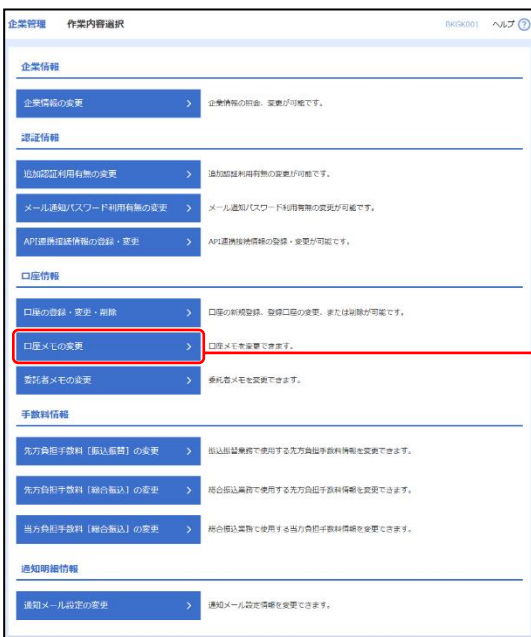 企業管理 作業内容選択 BKGK001 ヘルプ ?
企業情報
企業情報の変更 > 企業情報の照会、変更が可能です。
認証情報
追加認証利用有無の変更 > 追加認証利用有無の変更が可能です。
メール通知パスワード利用有無の変更 > メール通知パスワード利用有無の変更が可能です。
API連携接続情報の登録・変更 > API連携接続情報の登録・変更が可能です。
口座情報
口座の登録・変更・削除 > 口座の新規登録、登録口座の変更、または削除が可能です。
口座メモの変更 > 口座メモを変更できます。
委託者メモの変更 > 委託者メモを変更できます。
手数料情報
先方負担手数料［振込振替］の変更 > 振込振替業務で使用する先方負担手数料情報を変更できます。
先方負担手数料［総合振込］の変更 > 総合振込業務で使用する先方負担手数料情報を変更できます。
当方負担手数料［総合振込］の変更 > 総合振込業務で使用する当方負担手数料情報を変更できます。
通知明細情報
通知メール設定の変更 > 通知メール設定情報を変更できます。